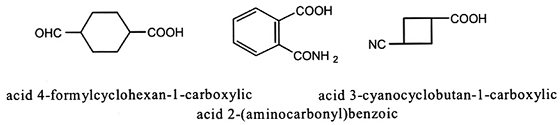 OHC COOH COOH CONH2 NC COOH
acid 4-formylcyclohexan-1-carboxylic acid 3-cyanocyclobutan-1-carboxylic
acid 2-(aminocarbonyl)benzoic